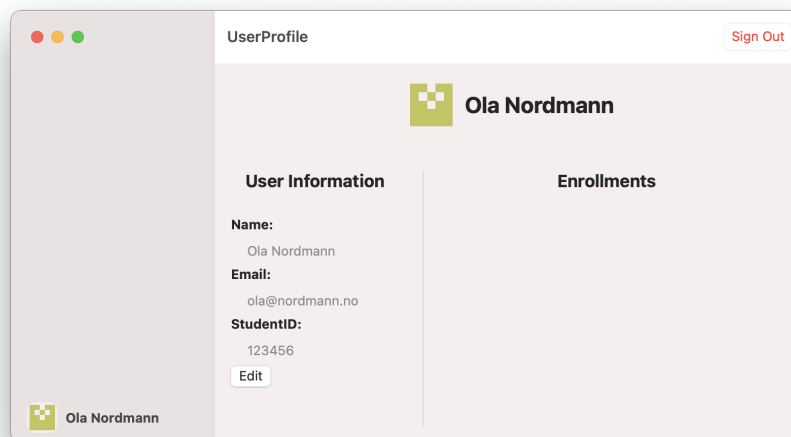 UserProfile
Sign Out
Ola Nordmann
User Information
Enrollments
Name:
Ola Nordmann
Email:
ola@nordmann.no
StudentID:
123456
Edit
Ola Nordmann